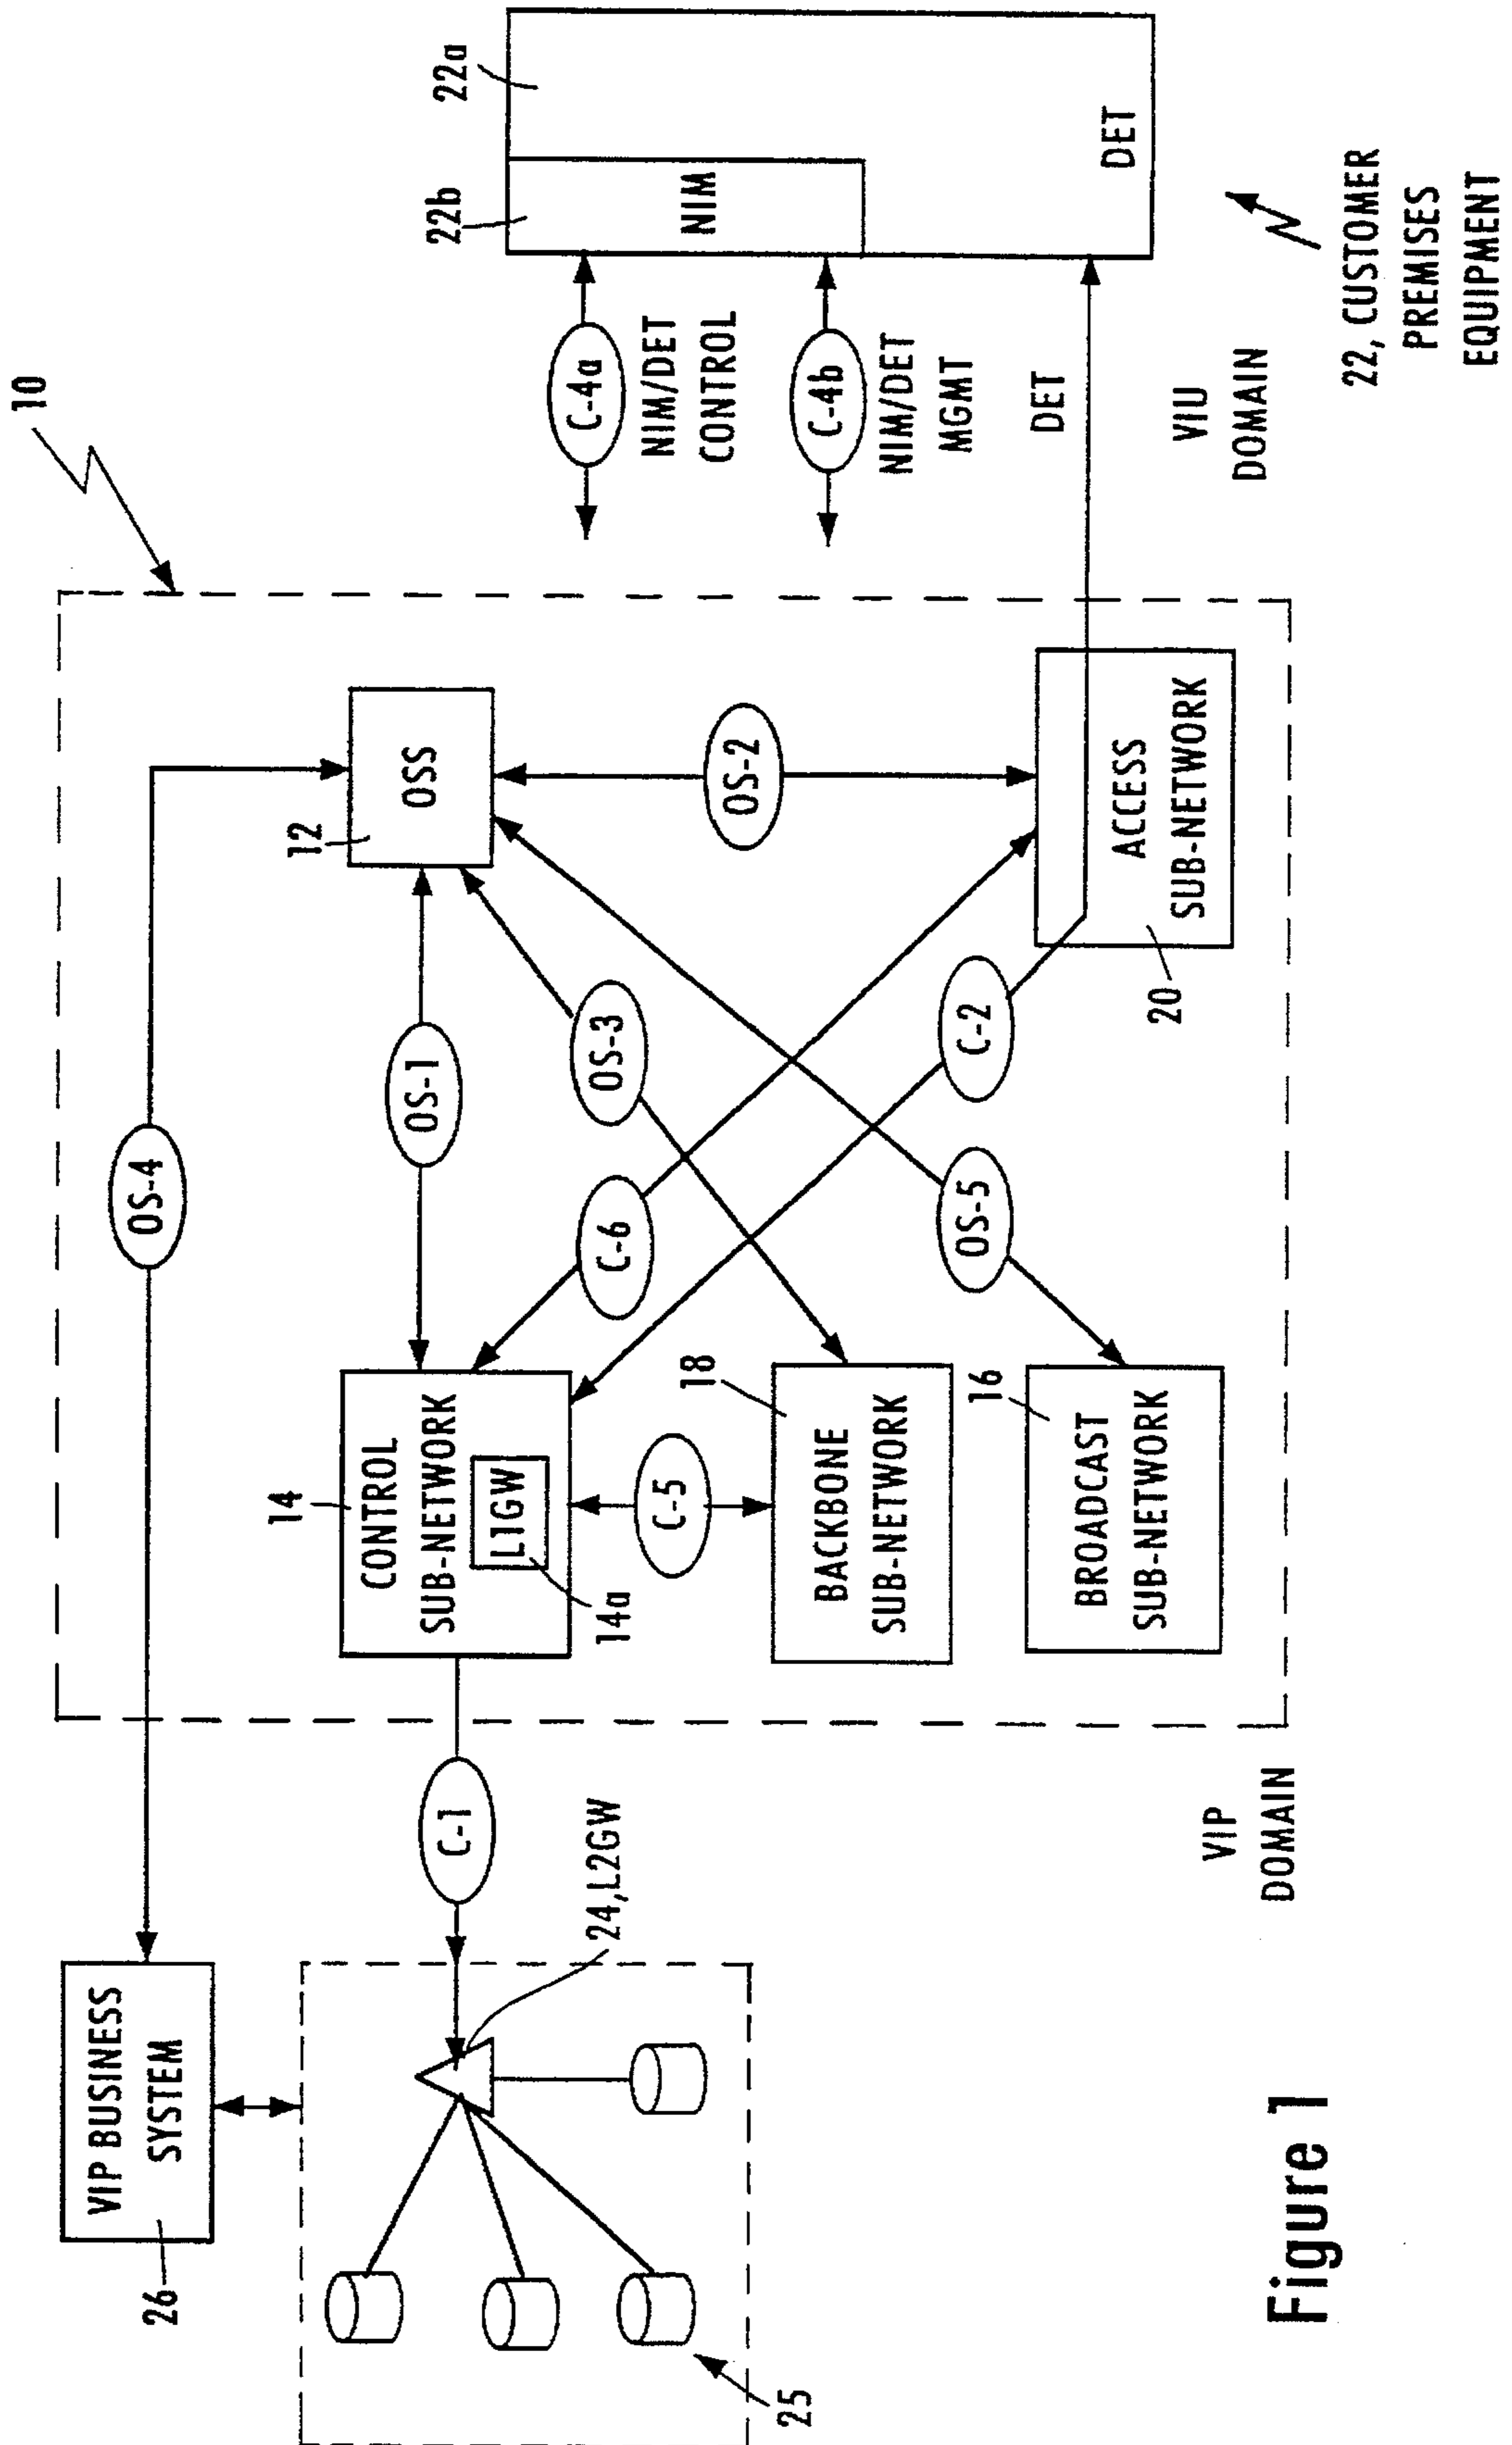 10
VIP BUSINESS
SYSTEM
26
OS-4
12
OSS
OS-1
14
CONTROL
SUB-NETWORK
L1GW
14a
C-1
24,L2GW
25
C-6
OS-3
OS-2
C-5
18
BACKBONE
SUB-NETWORK
16
BROADCAST
SUB-NETWORK
OS-5
C-2
20
ACCESS
SUB-NETWORK
22a
22b
NIM
DET
C-4a
NIM/DET
CONTROL
C-4b
NIM/DET
MGMT
DET
VIU
DOMAIN
VIP
DOMAIN
22, CUSTOMER
PREMISES
EQUIPMENT
Figure 1